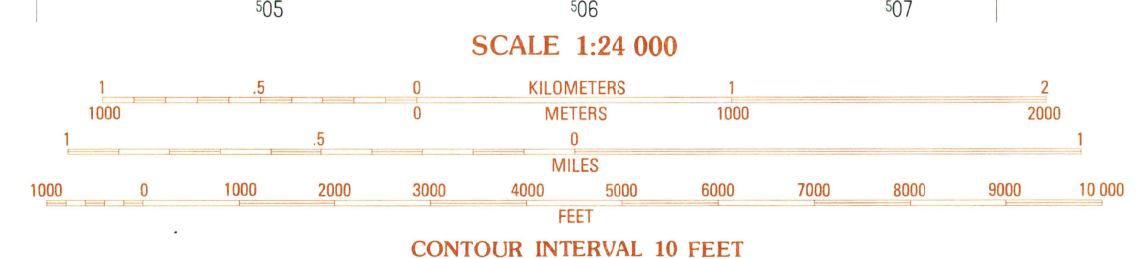 ⁵05 ⁵06 ⁵07
SCALE 1:24 000
1 .5 0 KILOMETERS 1 2
1000 0 METERS 1000 2000
1 .5 0 1
MILES
1000 0 1000 2000 3000 4000 5000 6000 7000 8000 9000 10 000
FEET
CONTOUR INTERVAL 10 FEET